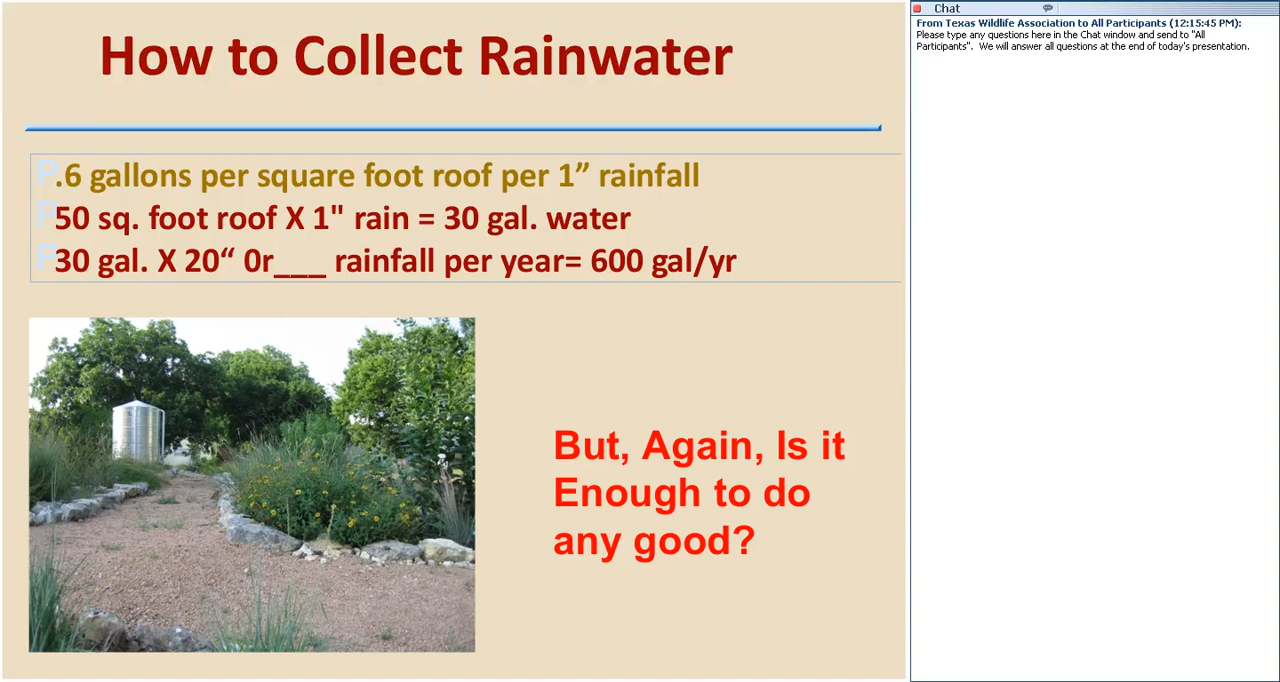 How to Collect Rainwater
P.6 gallons per square foot roof per 1” rainfall
P50 sq. foot roof X 1" rain = 30 gal. water
P30 gal. X 20“ 0r___ rainfall per year= 600 gal/yr
But, Again, Is it
Enough to do
any good?
Chat
From Texas Wildlife Association to All Participants (12:15:45 PM):
Please type any questions here in the Chat window and send to "All
Participants".  We will answer all questions at the end of today's presentation.